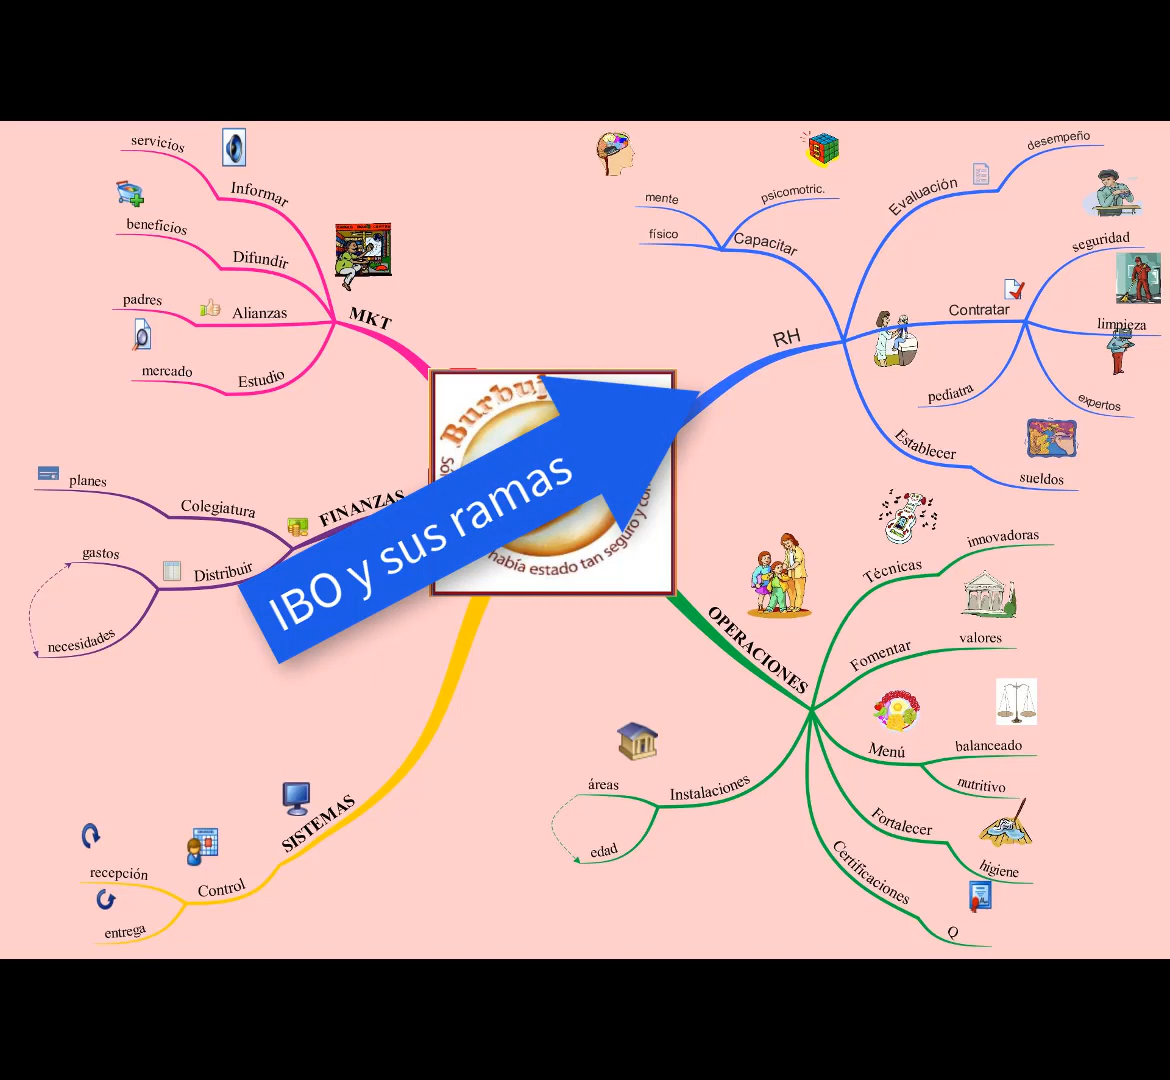 servicios
Informar
beneficios
Difundir
padres
Alianzas
mercado
Estudio
MKT
mente
físico
psicomotric.
Capacitar
RH
Evaluación
desempeño
Contratar
seguridad
limpieza
pediatra
expertos
Establecer
sueldos
planes
Colegiatura
FINANZAS
gastos
Distribuir
necesidades
IBO y sus ramas
había estado tan seguro y
OPERACIONES
Técnicas
innovadoras
Fomentar
valores
Menú
balanceado
nutritivo
Fortalecer
higiene
Certificaciones
Q
Instalaciones
áreas
edad
SISTEMAS
Control
recepción
entrega